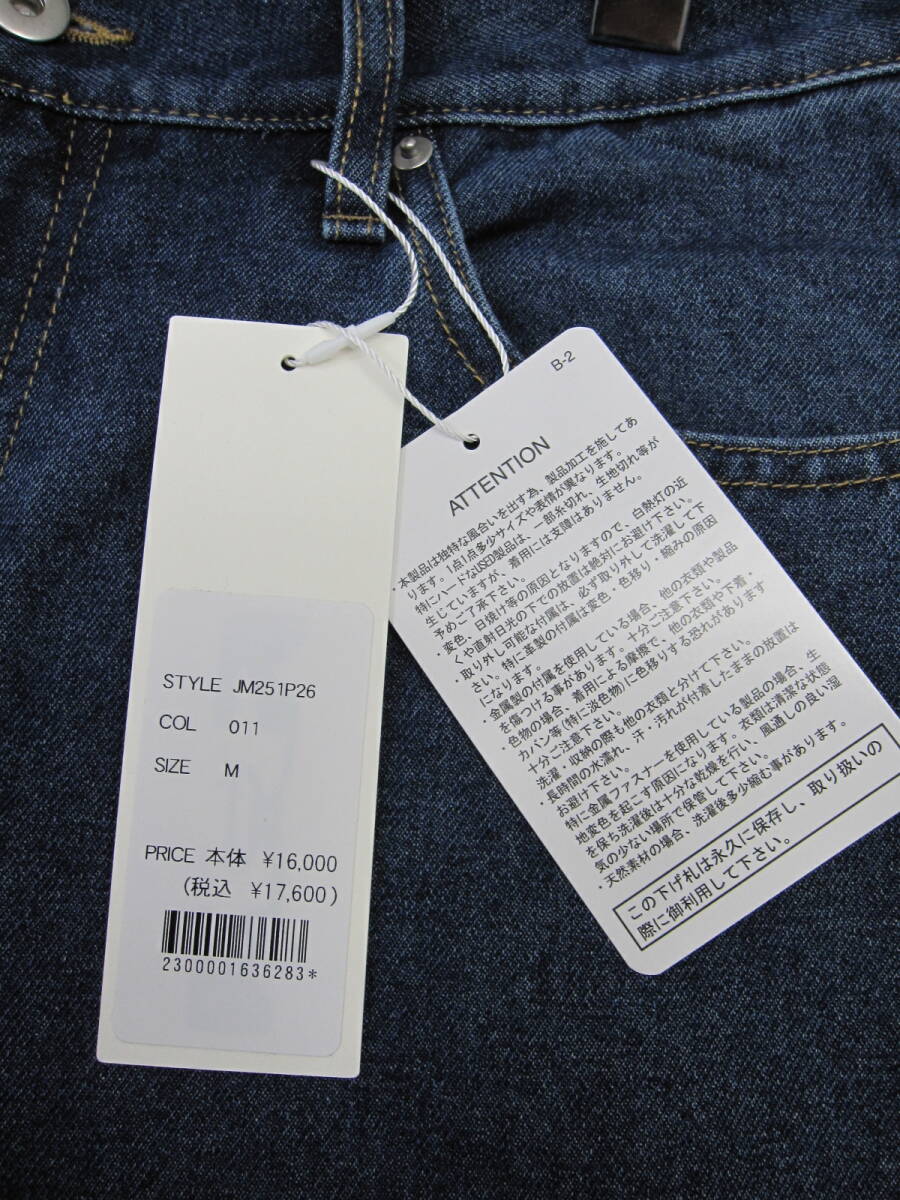 STYLE JM251P26
COL 011
SIZE M
PRICE 本体 ¥16,000
(税込 ¥17,600)
2300001636283*
B-2
ATTENTION
・本製品は独特な風合いを出す為、製品加工を施してあ
ります。1点1点多少サイズや表情が異なります。
特にハードなUSED製品は、一部糸切れ、生地切れ等が
生じていますが、着用には支障はありません。
予めご了承下さい。
・変色、日焼け等の原因となりますので、白熱灯の近
くや直射日光の下での放置は絶対にお避け下さい。
・取り外し可能な付属は、必ず取り外して洗濯して下
さい。特に革製の付属は変色・色移り・縮みの原因
になります。
・金属製の付属を使用している場合、他の衣類や製品
を傷つける事があります。十分ご注意下さい。
・色物の場合、着用による摩擦で、他の衣類や下着・
カバン等(特に淡色物)に色移りする恐れがあります
十分ご注意下さい。
洗濯・収納の際も他の衣類と分けて下さい。
・長時間の水濡れ、汗・汚れが付着したままの放置は
お避け下さい。
特に金属ファスナーを使用している製品の場合、生
地変色を起こす原因になります。衣類は清潔な状態
を保ち洗濯後は十分な乾燥を行い、風通しの良い湿
気の少ない場所で保管して下さい。
・天然素材の場合、洗濯後多少縮む事があります。
この下げ札は永久に保存し、取り扱いの
際に御利用して下さい。